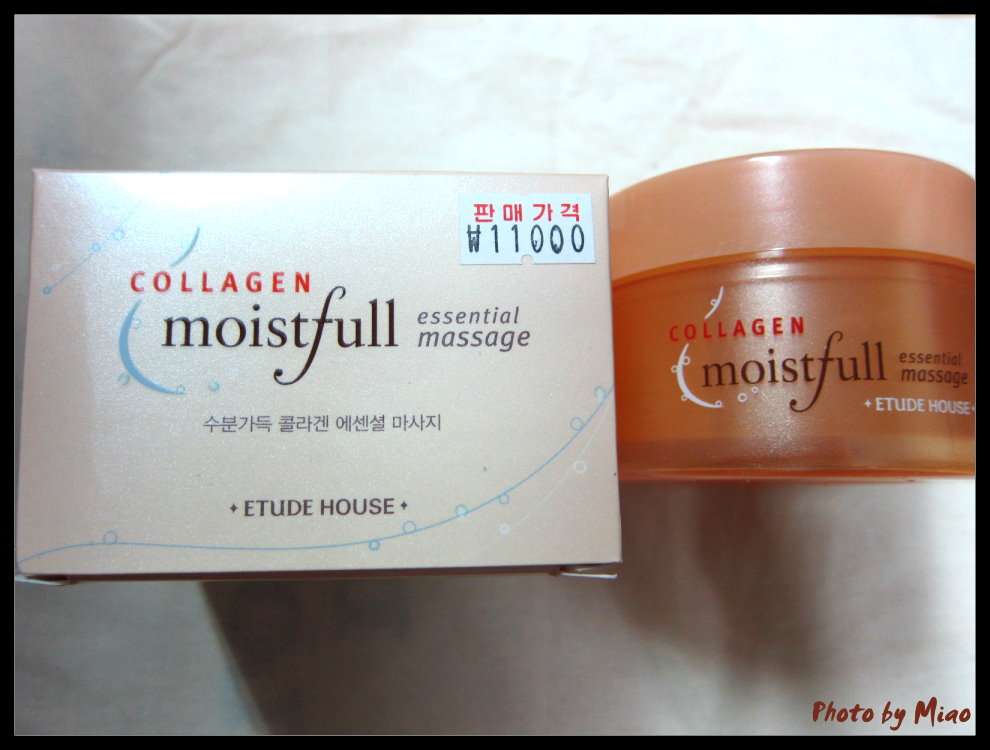 판매가격
₩11000
COLLAGEN
moistfull essential
massage
수분가득 콜라겐 에센셜 마사지
ETUDE HOUSE
COLLAGEN
moistfull essential
massage
ETUDE HOUSE
Photo by Miao